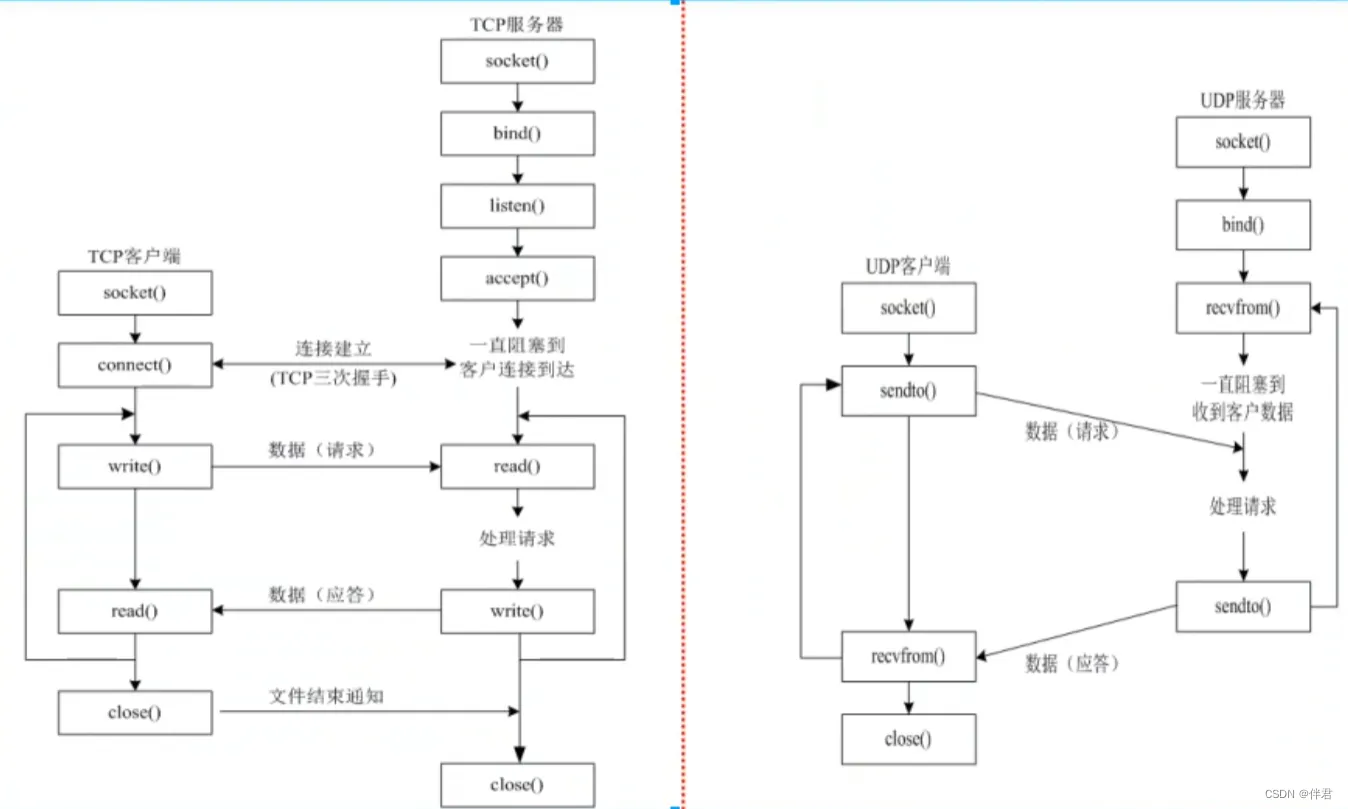 TCP服务器
socket()
bind()
listen()
accept()
一直阻塞到
客户连接到达
read()
处理请求
write()
close()
TCP客户端
socket()
connect()
write()
read()
close()
连接建立
(TCP三次握手)
数据（请求）
数据（应答）
文件结束通知
UDP服务器
socket()
bind()
recvfrom()
一直阻塞到
收到客户数据
处理请求
sendto()
UDP客户端
socket()
sendto()
recvfrom()
close()
数据（请求）
数据（应答）
CSDN @伴君